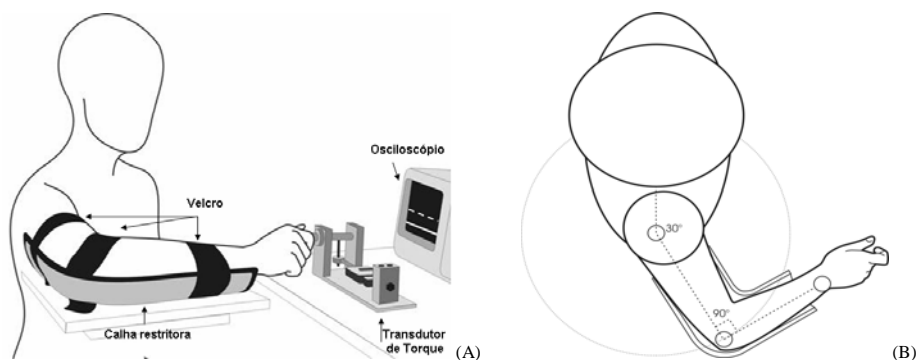 Osciloscópio
Velcro
Calha restritora
Transdutor
de Torque
(A)
30°
90°
(B)